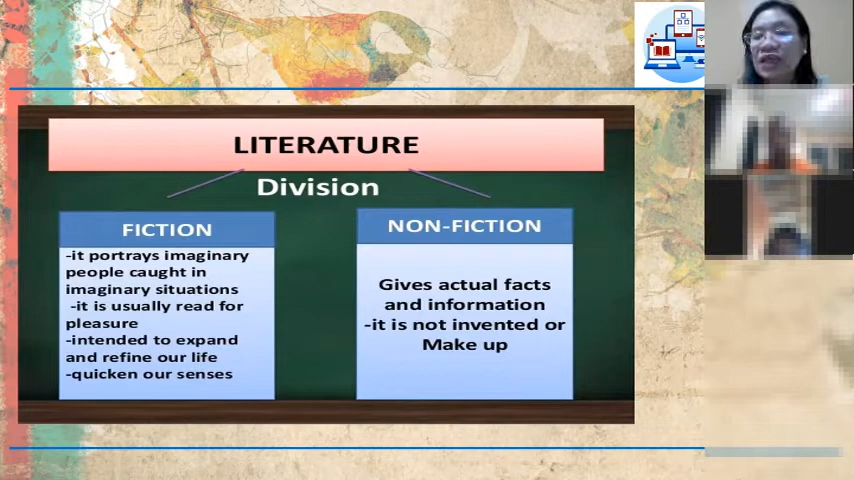 LITERATURE
Division
FICTION
-it portrays imaginary
people caught in
imaginary situations
-it is usually read for
pleasure
-intended to expand
and refine our life
-quicken our senses
NON-FICTION
Gives actual facts
and information
-it is not invented or
Make up